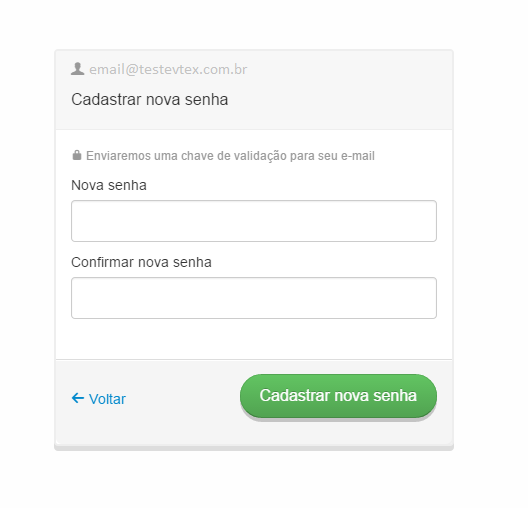 email@testevtex.com.br
Cadastrar nova senha
Enviaremos uma chave de validação para seu e-mail
Nova senha
Confirmar nova senha
Voltar
Cadastrar nova senha